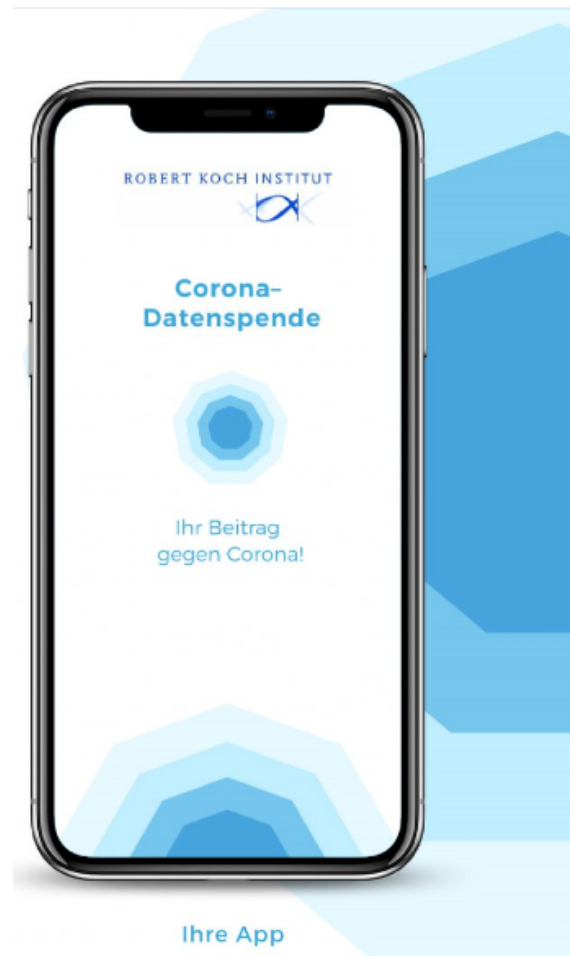 ROBERT KOCH INSTITUT
Corona-
Datenspende
Ihr Beitrag
gegen Corona!
Ihre App